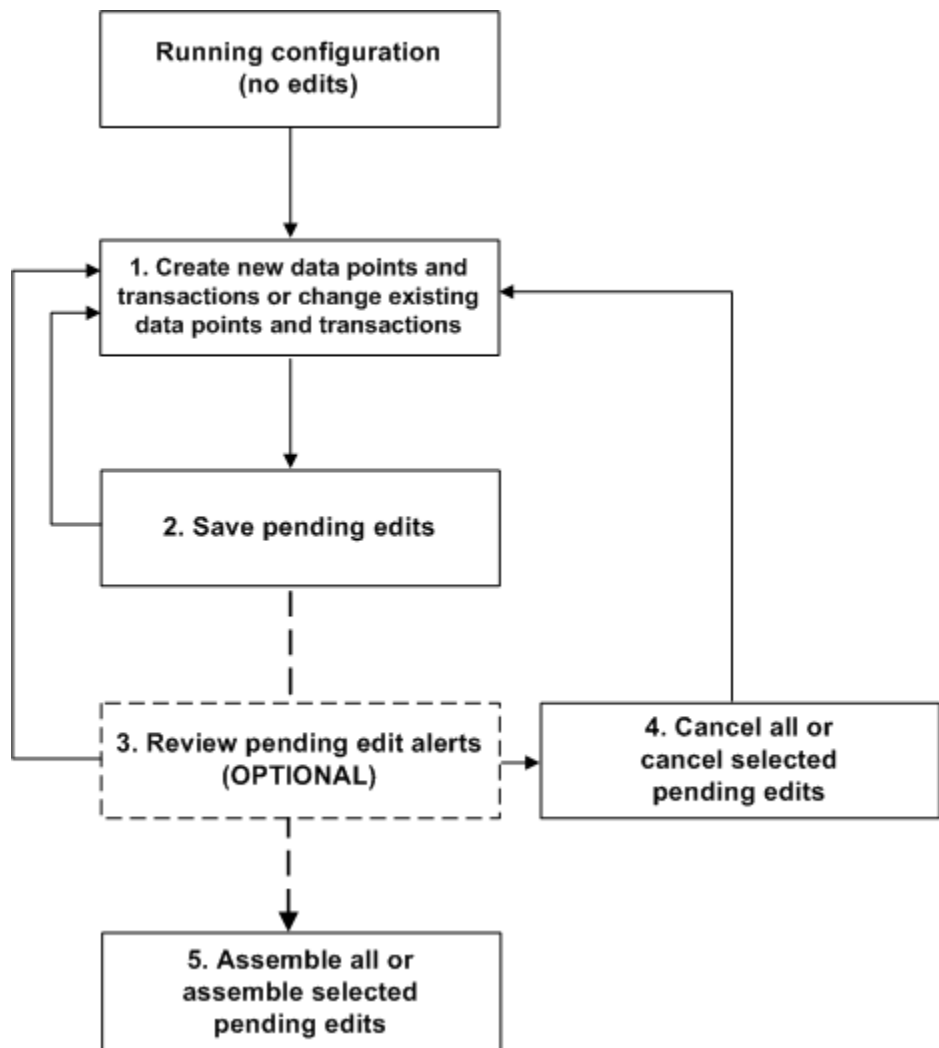 Running configuration
(no edits)
1. Create new data points and
transactions or change existing
data points and transactions
2. Save pending edits
3. Review pending edit alerts
(OPTIONAL)
4. Cancel all or
cancel selected
pending edits
5. Assemble all or
assemble selected
pending edits